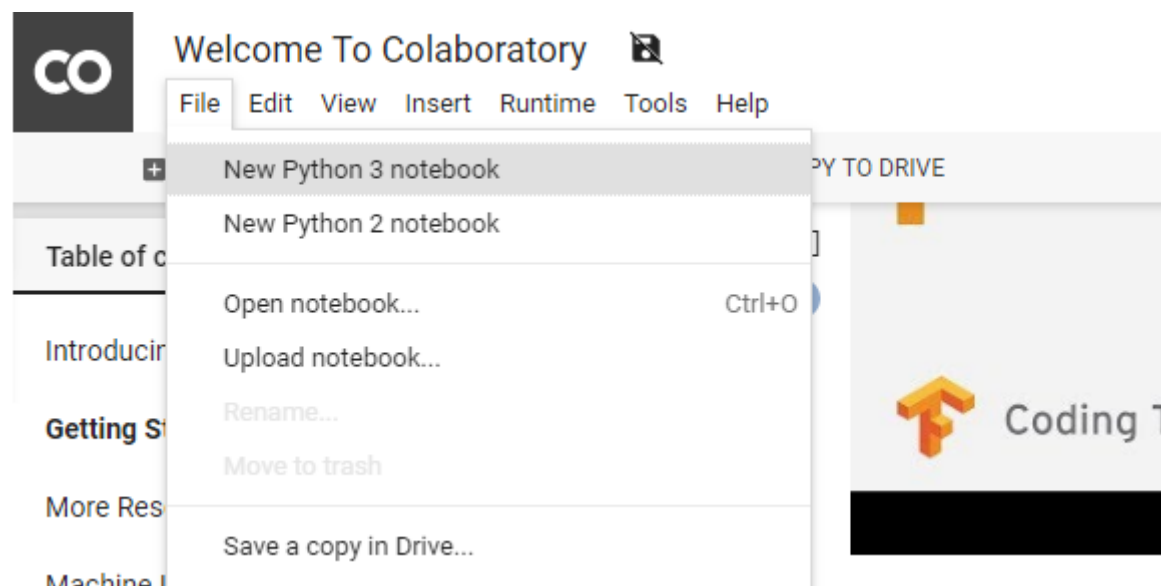 CO
Welcome To Colaboratory
File Edit View Insert Runtime Tools Help
New Python 3 notebook
PY TO DRIVE
New Python 2 notebook
Table of c
]
Open notebook... Ctrl+O
Introducin
Upload notebook...
Rename...
Getting St
Coding T
Move to trash
More Res
Save a copy in Drive...
Machine